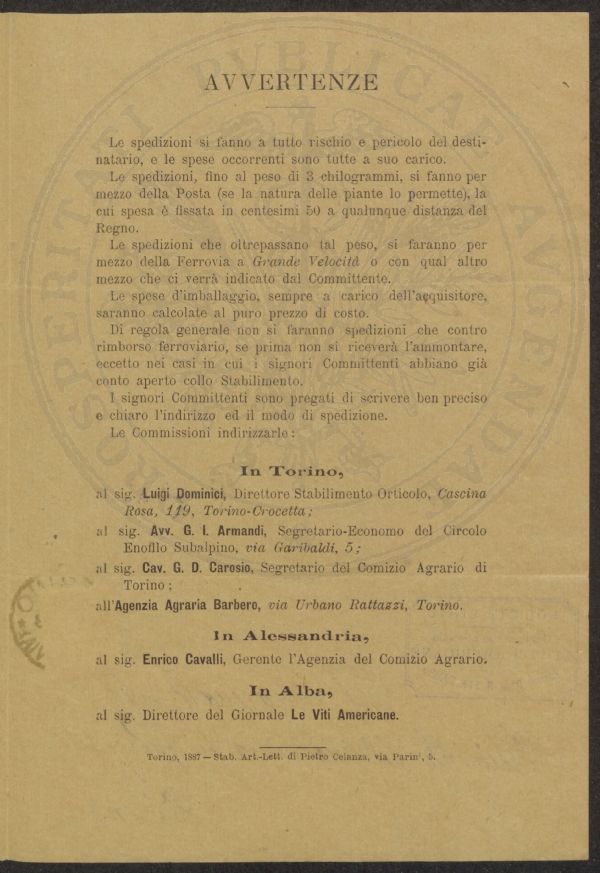 AVVERTENZE
Le spedizioni si fanno a tutto rischio e pericolo del desti-
natario, e le spese occorrenti sono tutte a suo carico.
Le spedizioni, fino al peso di 3 chilogrammi, si fanno per
mezzo della Posta (se la natura delle piante lo permette), la
cui spesa è fissata in centesimi 50 a qualunque distanza del
Regno.
Le spedizioni che oltrepassano tal peso, si faranno per
mezzo della Ferrovia a Grande Velocità o con qual altro
mezzo che ci verrà indicato dal Committente.
Le spese d'imballaggio, sempre a carico dell'acquisitore,
saranno calcolate al puro prezzo di costo.
Di regola generale non si faranno spedizioni che contro
rimborso ferroviario, se prima non si riceverà l'ammontare,
eccetto nei casi in cui i signori Committenti abbiano già
conto aperto collo Stabilimento.
I signori Committenti sono pregati di scrivere ben preciso
e chiaro l'indirizzo ed il modo di spedizione.
Le Commissioni indirizzarle:
In Torino,
al sig. Luigi Dominici, Direttore Stabilimento Orticolo, Cascina
Rosa, 119, Torino-Crocetta;
al sig. Avv. G. I. Armandi, Segretario-Economo del Circolo
Enofilo Subalpino, via Garibaldi, 5;
al sig. Cav. G. D. Carosio, Segretario del Comizio Agrario di
Torino;
all'Agenzia Agraria Barbero, via Urbano Rattazzi, Torino.
In Alessandria,
al sig. Enrico Cavalli, Gerente l'Agenzia del Comizio Agrario.
In Alba,
al sig. Direttore del Giornale Le Viti Americane.
Torino, 1887 — Stab. Art.-Lett. di Pietro Celanza, via Parini, 5.
PUBLICAE
AUGENDA